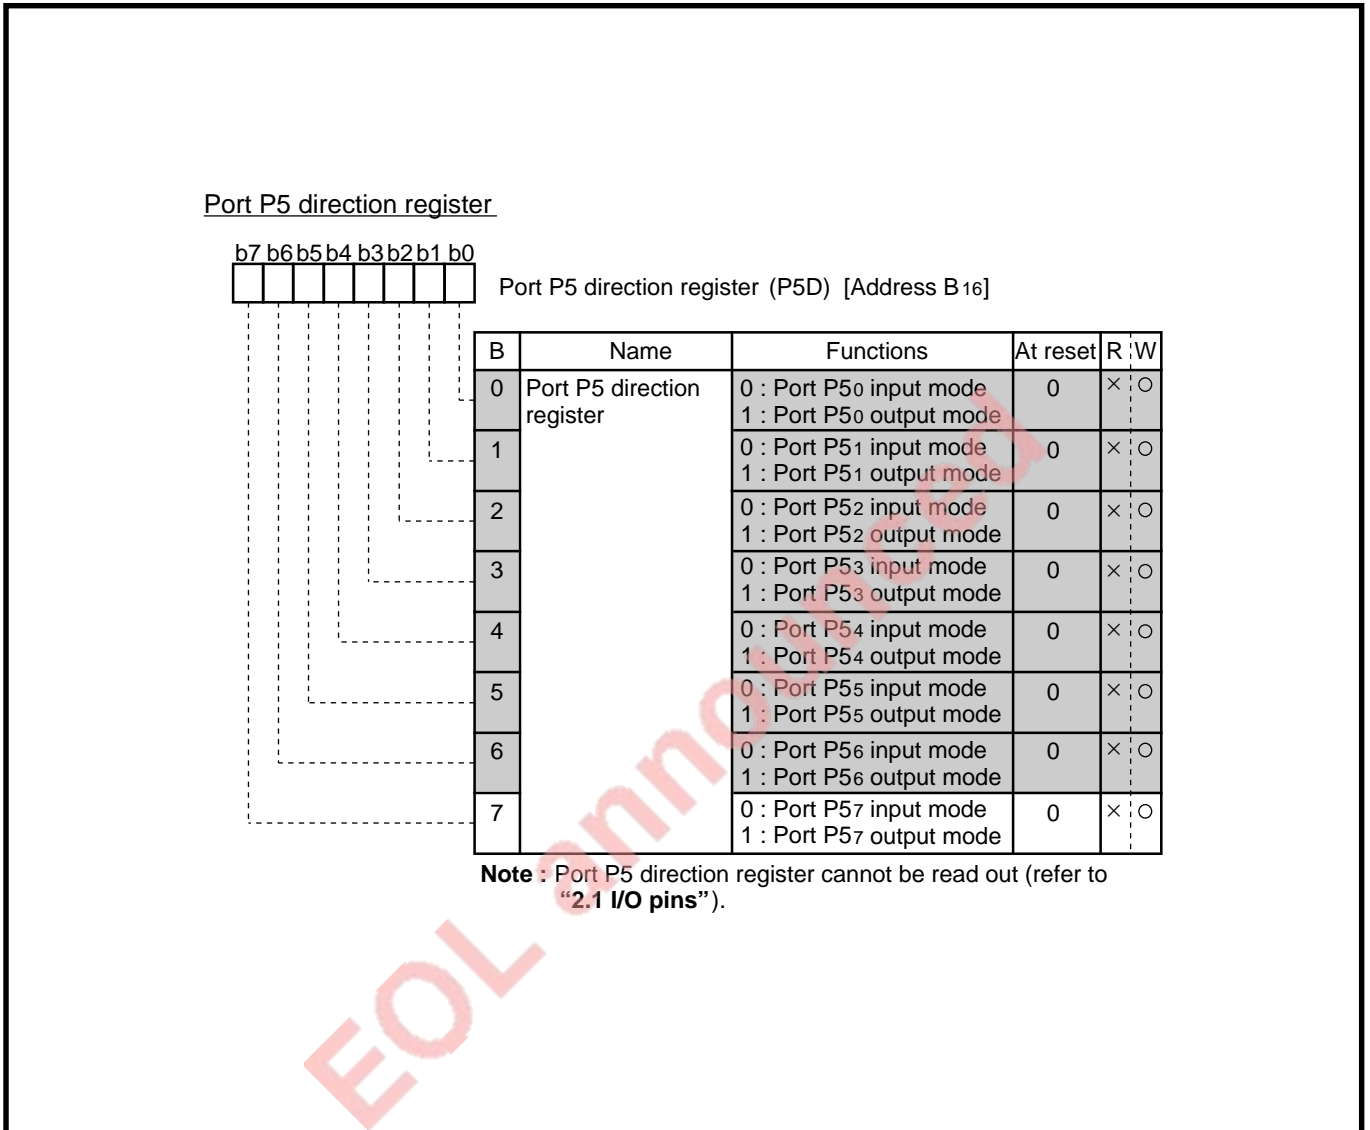 Port P5 direction register
b7 b6 b5 b4 b3 b2 b1 b0
Port P5 direction register (P5D) [Address B16]
B Name Functions At reset R W
0 Port P5 direction register 0 : Port P50 input mode 0 × ○
1 : Port P50 output mode
1 0 : Port P51 input mode 0 × ○
1 : Port P51 output mode
2 0 : Port P52 input mode 0 × ○
1 : Port P52 output mode
3 0 : Port P53 input mode 0 × ○
1 : Port P53 output mode
4 0 : Port P54 input mode 0 × ○
1 : Port P54 output mode
5 0 : Port P55 input mode 0 × ○
1 : Port P55 output mode
6 0 : Port P56 input mode 0 × ○
1 : Port P56 output mode
7 0 : Port P57 input mode 0 × ○
1 : Port P57 output mode
Note : Port P5 direction register cannot be read out (refer to
“2.1 I/O pins”).
EOL announced